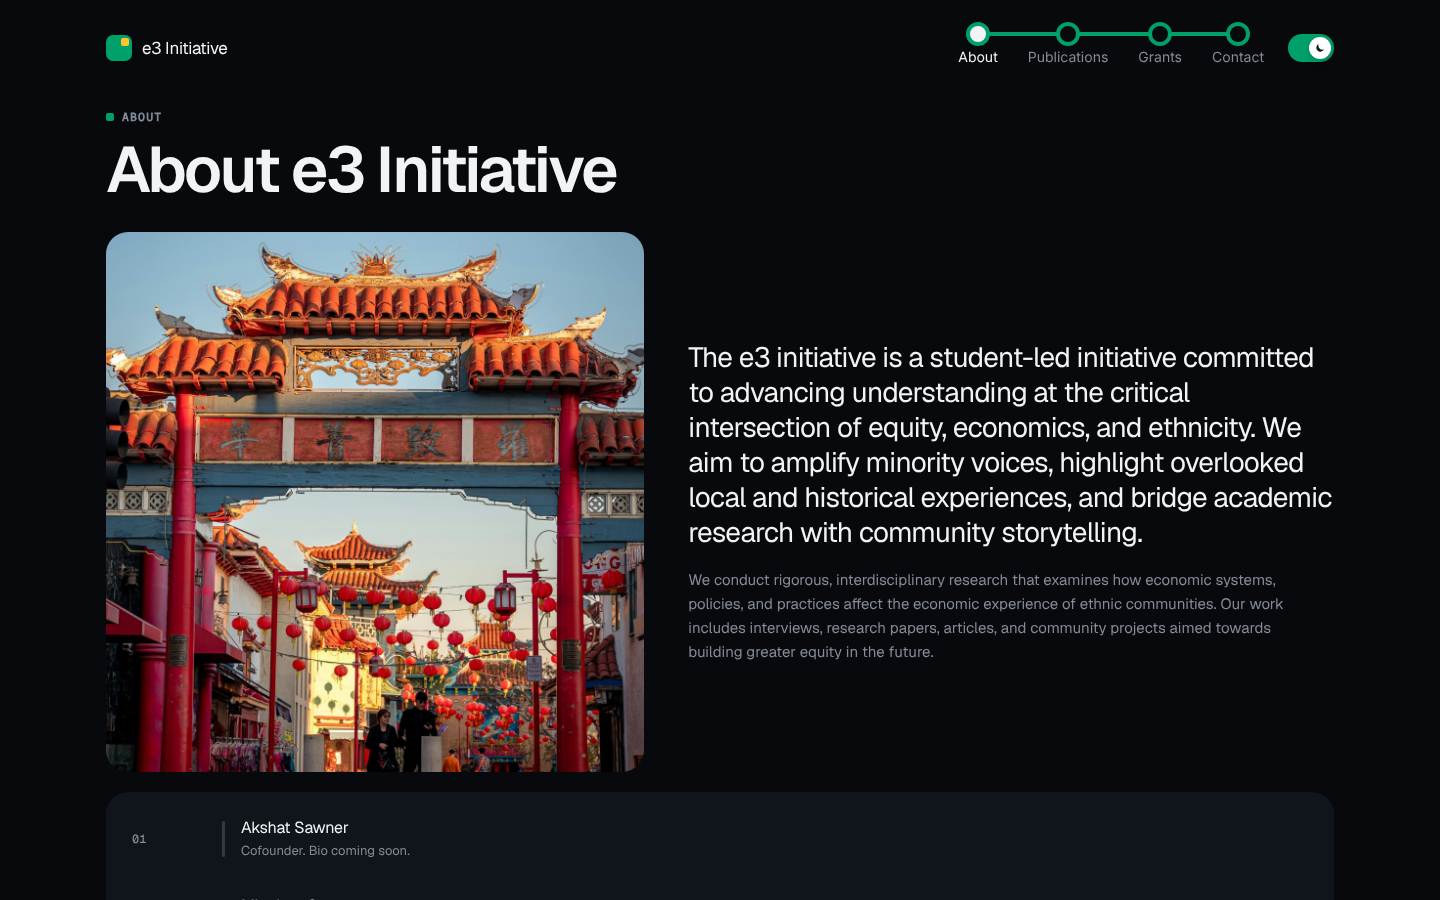 e3 Initiative
About
Publications
Grants
Contact
ABOUT
About e3 Initiative
The e3 initiative is a student-led initiative committed
to advancing understanding at the critical
intersection of equity, economics, and ethnicity. We
aim to amplify minority voices, highlight overlooked
local and historical experiences, and bridge academic
research with community storytelling.
We conduct rigorous, interdisciplinary research that examines how economic systems,
policies, and practices affect the economic experience of ethnic communities. Our work
includes interviews, research papers, articles, and community projects aimed towards
building greater equity in the future.
01
Akshat Sawner
Cofounder. Bio coming soon.